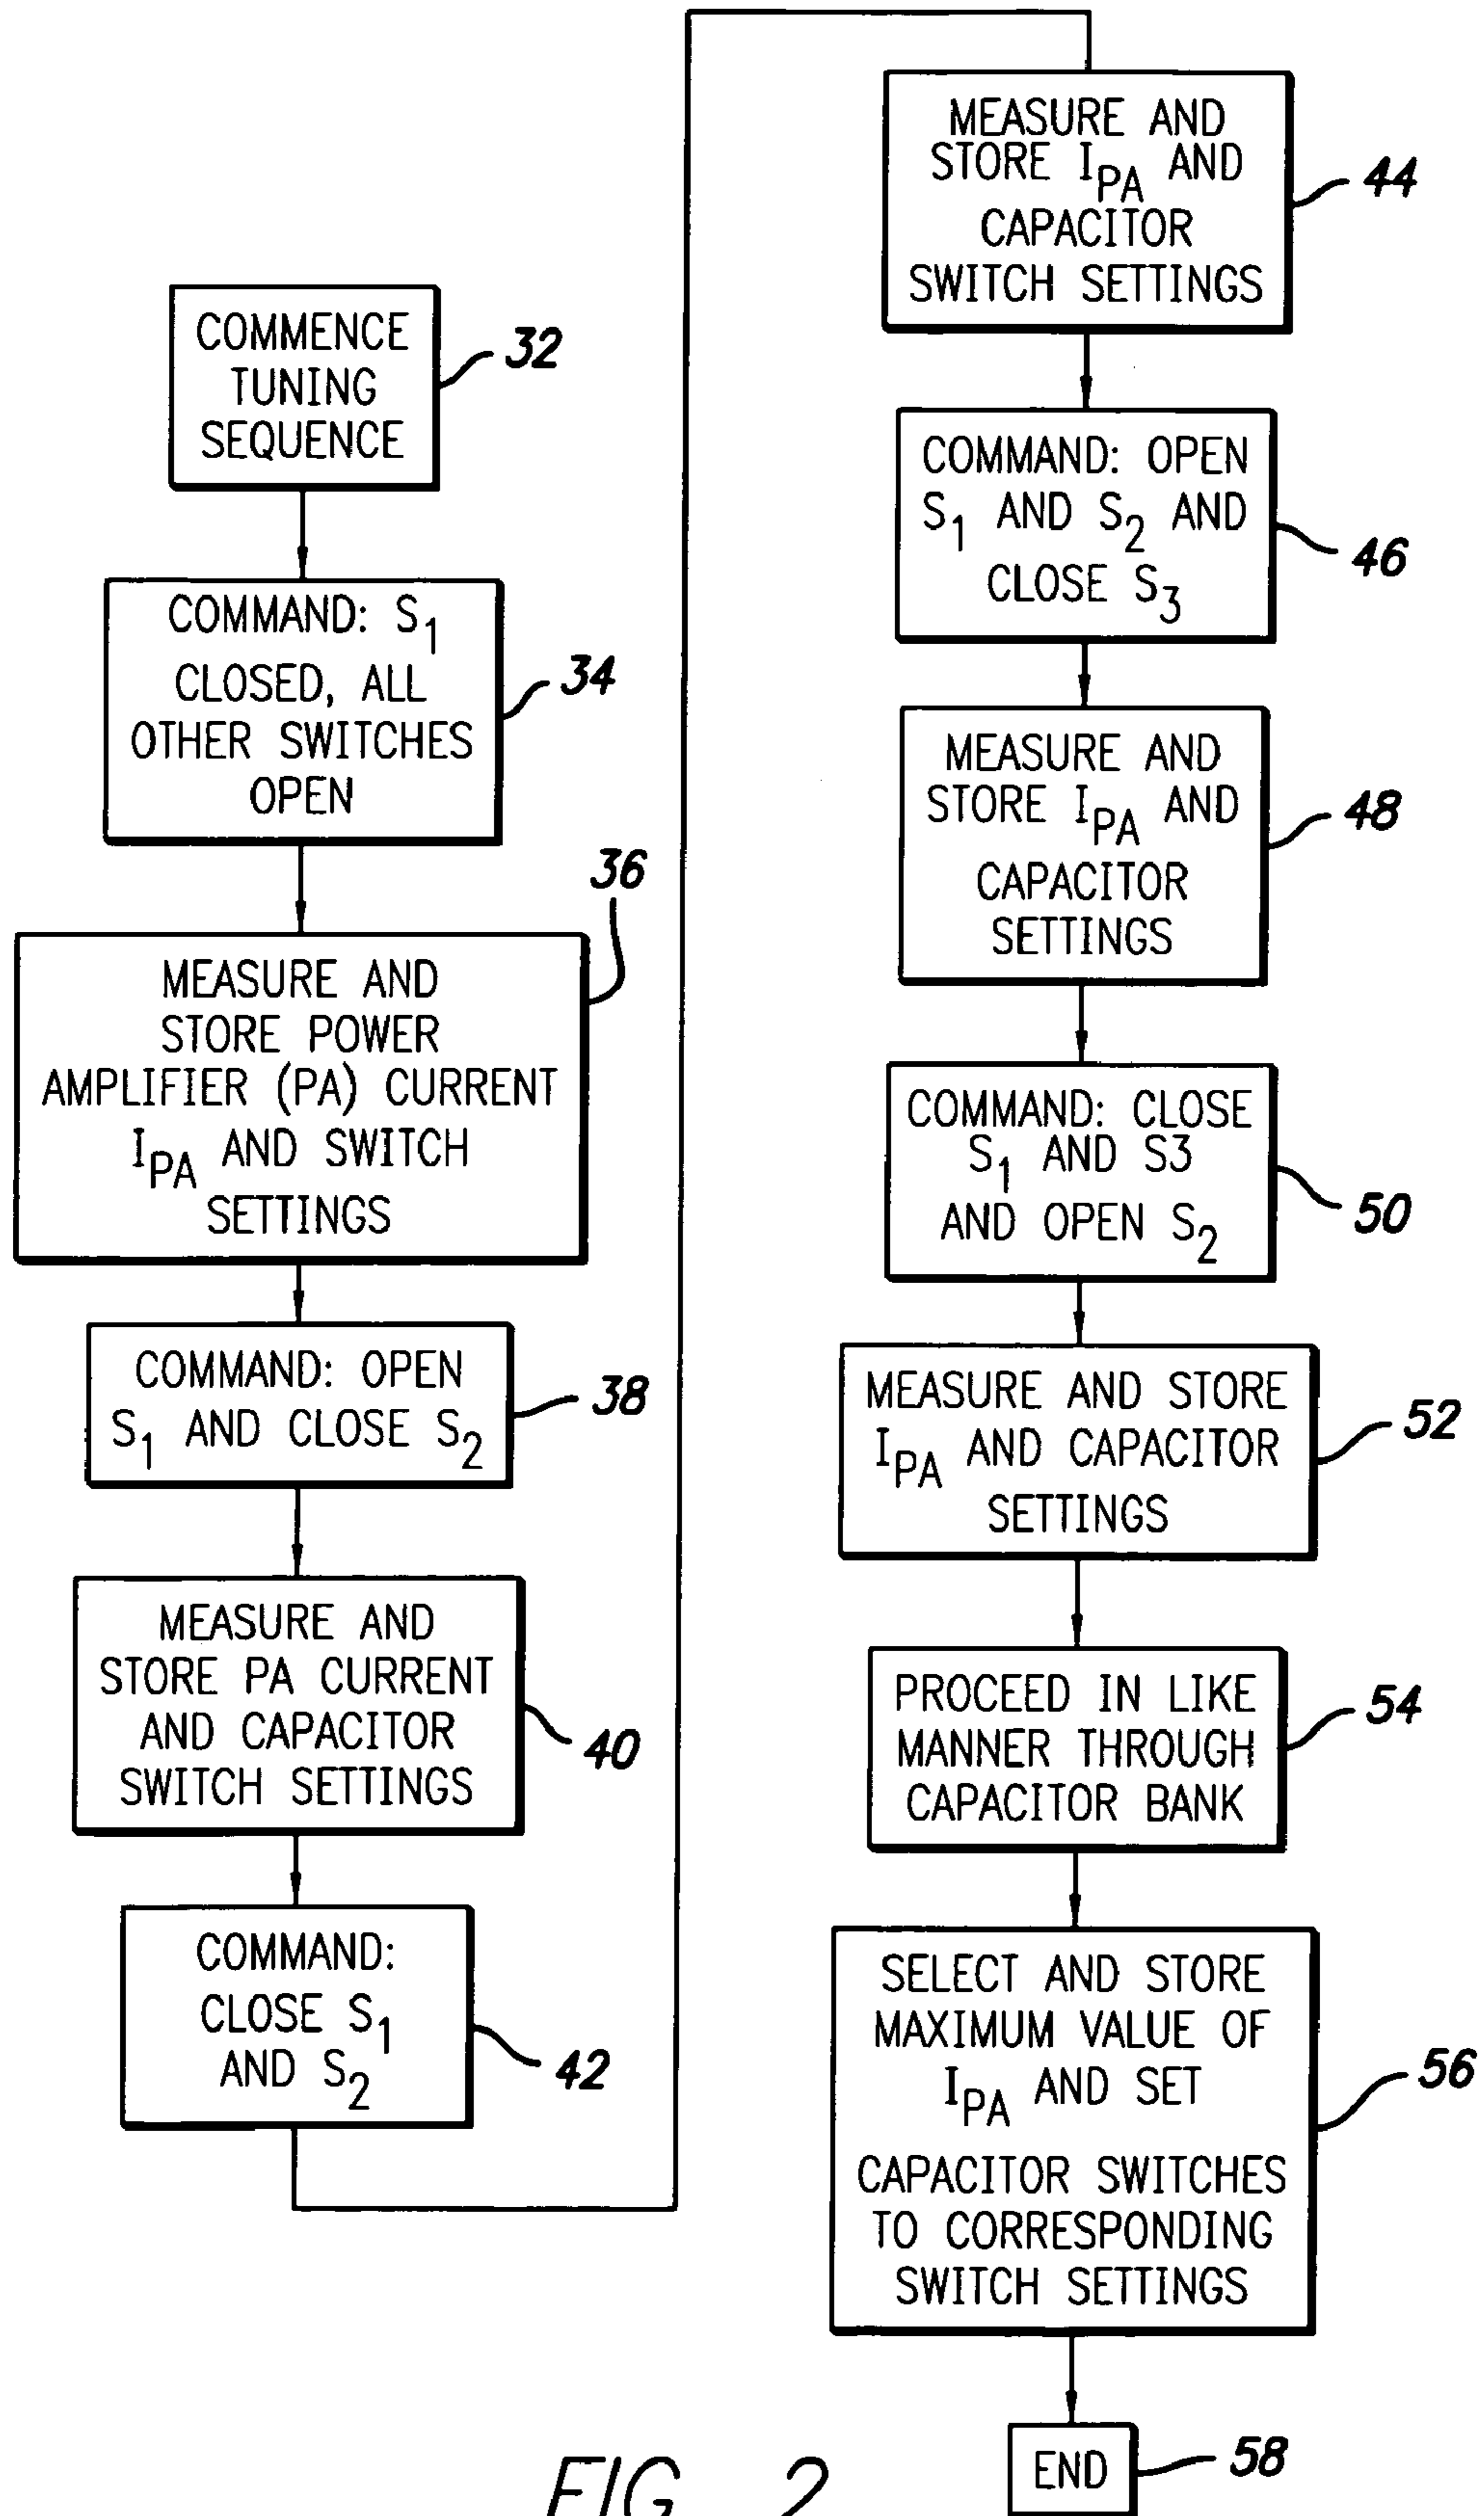 COMMENCE
TUNING
SEQUENCE
32
COMMAND: S1
CLOSED, ALL
OTHER SWITCHES
OPEN
34
36
MEASURE AND
STORE POWER
AMPLIFIER (PA) CURRENT
IPA AND SWITCH
SETTINGS
COMMAND: OPEN
S1 AND CLOSE S2
38
MEASURE AND
STORE PA CURRENT
AND CAPACITOR
SWITCH SETTINGS
40
COMMAND:
CLOSE S1
AND S2
42
MEASURE AND
STORE IPA AND
CAPACITOR
SWITCH SETTINGS
44
COMMAND: OPEN
S1 AND S2 AND
CLOSE S3
46
MEASURE AND
STORE IPA AND
CAPACITOR
SETTINGS
48
COMMAND: CLOSE
S1 AND S3
AND OPEN S2
50
MEASURE AND STORE
IPA AND CAPACITOR
SETTINGS
52
PROCEED IN LIKE
MANNER THROUGH
CAPACITOR BANK
54
SELECT AND STORE
MAXIMUM VALUE OF
IPA AND SET
CAPACITOR SWITCHES
TO CORRESPONDING
SWITCH SETTINGS
56
END
58
FIG. 2